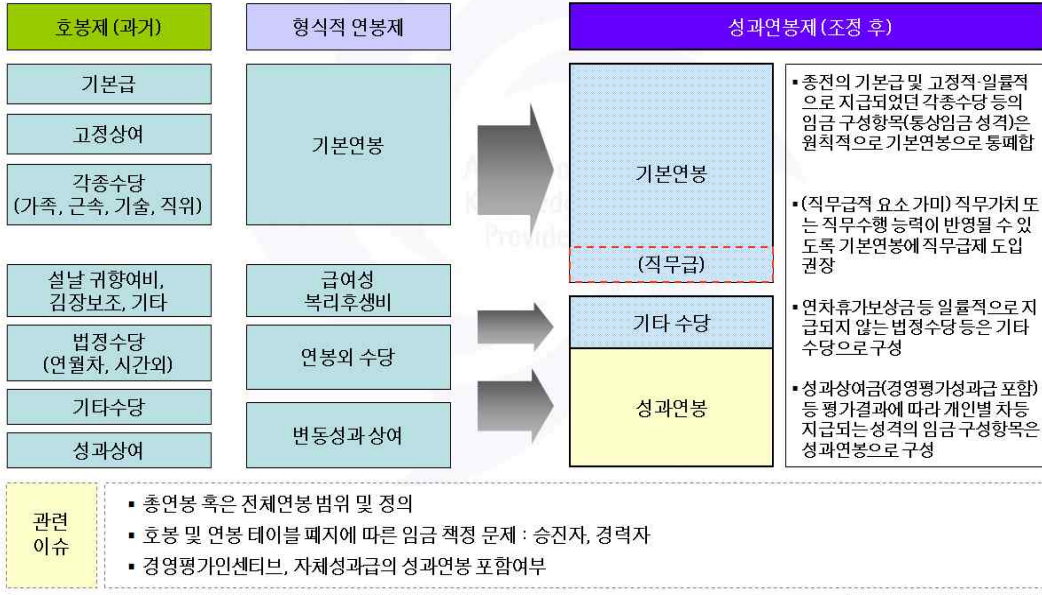 호봉제 (과거)
형식적 연봉제
성과연봉제 (조정 후)
기본급
고정상여
각종수당
(가족, 근속, 기술, 직위)
설날 귀향여비,
김장보조, 기타
법정수당
(연월차, 시간외)
기타수당
성과상여
기본연봉
급여성
복리후생비
연봉외 수당
변동성과 상여
기본연봉
(직무급)
기타 수당
성과연봉
▪ 종전의 기본급 및 고정적·일률적
으로 지급되었던 각종수당 등의
임금 구성항목(통상임금 성격)은
원칙적으로 기본연봉으로 통폐합
▪ (직무급적 요소 가미) 직무가치 또
는 직무수행 능력이 반영될 수 있
도록 기본연봉에 직무급제 도입
권장
▪ 연차휴가보상금 등 일률적으로 지
급되지 않는 법정수당 등은 기타
수당으로 구성
▪ 성과상여금(경영평가성과급 포함)
등 평가결과에 따라 개인별 차등
지급되는 성격의 임금 구성항목은
성과연봉으로 구성
관련
이슈
▪ 총연봉 혹은 전체연봉 범위 및 정의
▪ 호봉 및 연봉 테이블 폐지에 따른 임금 책정 문제 : 승진자, 경력자
▪ 경영평가인센티브, 자체성과급의 성과연봉 포함여부